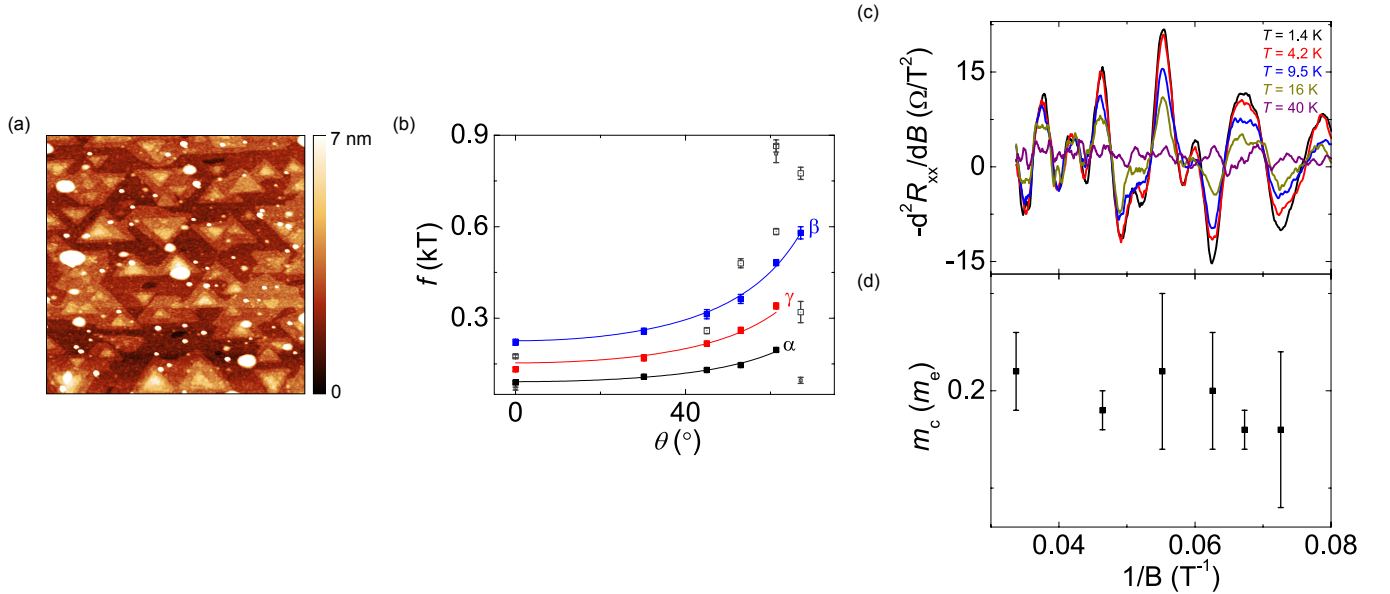 (a)
7 nm
0
(b)
0.9
0.6
0.3
f (kT)
β
γ
α
0
40
θ (°)
(c)
15
0
-15
-d²Rxx/dB (Ω/T²)
T = 1.4 K
T = 4.2 K
T = 9.5 K
T = 16 K
T = 40 K
(d)
0.2
mc (me)
0.04
0.06
0.08
1/B (T⁻¹)